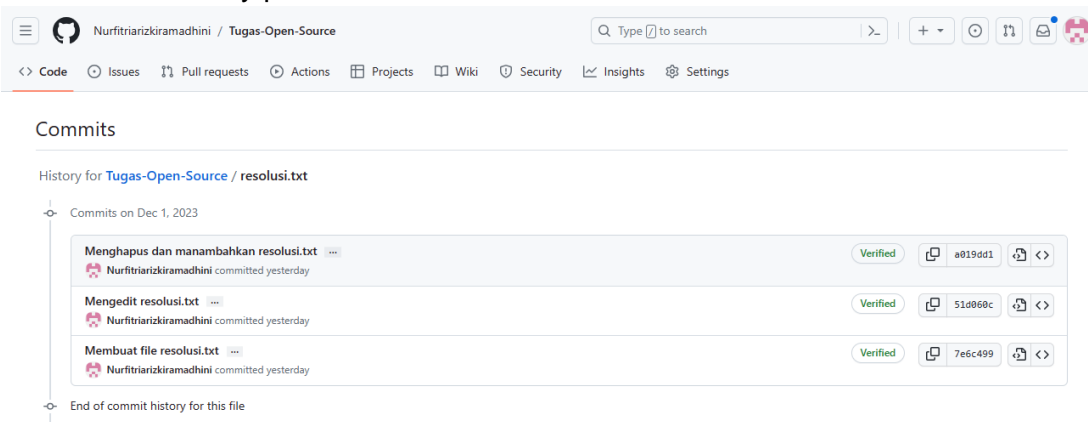 Nurfitriarizkiramadhini / Tugas-Open-Source
Type / to search
Code Issues Pull requests Actions Projects Wiki Security Insights Settings
Commits
History for Tugas-Open-Source / resolusi.txt
Commits on Dec 1, 2023
Menghapus dan manambahkan resolusi.txt ...
Verified a019dd1
Nurfitriarizkiramadhini committed yesterday
Mengedit resolusi.txt ...
Verified 51d060c
Nurfitriarizkiramadhini committed yesterday
Membuat file resolusi.txt ...
Verified 7e6c499
Nurfitriarizkiramadhini committed yesterday
End of commit history for this file